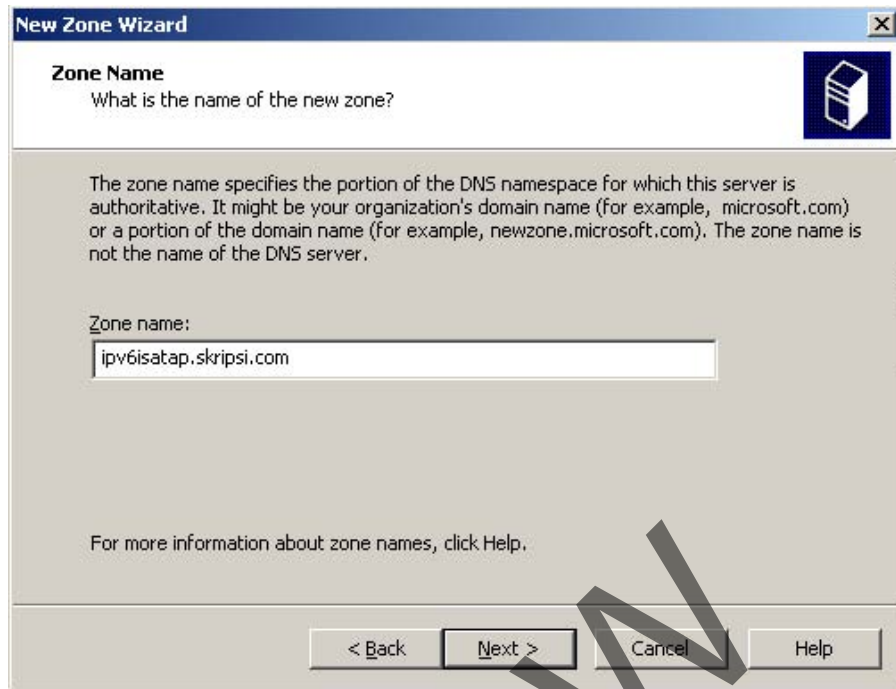 New Zone Wizard
Zone Name
What is the name of the new zone?
The zone name specifies the portion of the DNS namespace for which this server is
authoritative. It might be your organization's domain name (for example, microsoft.com)
or a portion of the domain name (for example, newzone.microsoft.com). The zone name is
not the name of the DNS server.
Zone name:
ipv6isatap.skripsi.com
For more information about zone names, click Help.
< Back Next > Cancel Help